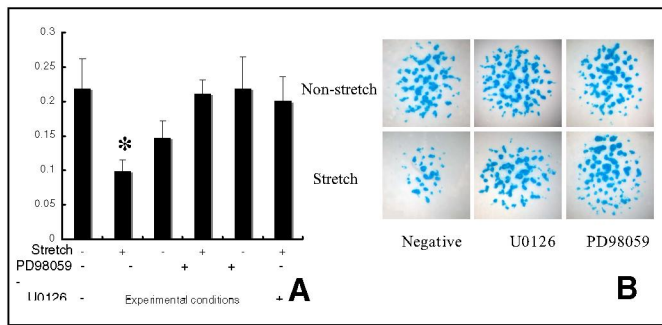 0.3
0.25
0.2
0.15
0.1
0.05
0
*
Stretch - + - + - +
PD98059 - - + + -
-
U0126 - Experimental conditions +
A
Non-stretch
Stretch
Negative U0126 PD98059
B